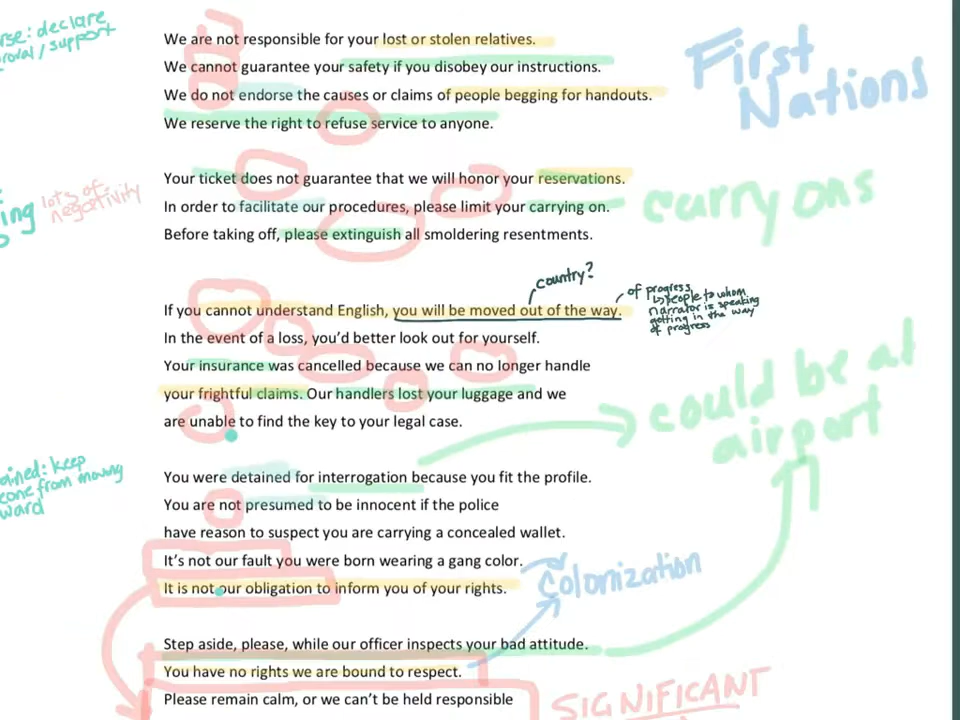 rse: declare
roval / support
We are not responsible for your lost or stolen relatives.
We cannot guarantee your safety if you disobey our instructions.
We do not endorse the causes or claims of people begging for handouts.
We reserve the right to refuse service to anyone.
First
Nations
Your ticket does not guarantee that we will honor your reservations.
In order to facilitate our procedures, please limit your carrying on.
Before taking off, please extinguish all smoldering resentments.
ing
lots of
negativity
carry ons
country?
of progress
people to whom
narrator is speaking
getting in the way
of progress
If you cannot understand English, you will be moved out of the way.
In the event of a loss, you'd better look out for yourself.
Your insurance was cancelled because we can no longer handle
your frightful claims. Our handlers lost your luggage and we
are unable to find the key to your legal case.
could be at
airport
ained: keep
one from moving
ward
You were detained for interrogation because you fit the profile.
You are not presumed to be innocent if the police
have reason to suspect you are carrying a concealed wallet.
It's not our fault you were born wearing a gang color.
It is not our obligation to inform you of your rights.
Colonization
Step aside, please, while our officer inspects your bad attitude.
You have no rights we are bound to respect.
Please remain calm, or we can't be held responsible
SIGNIFICANT